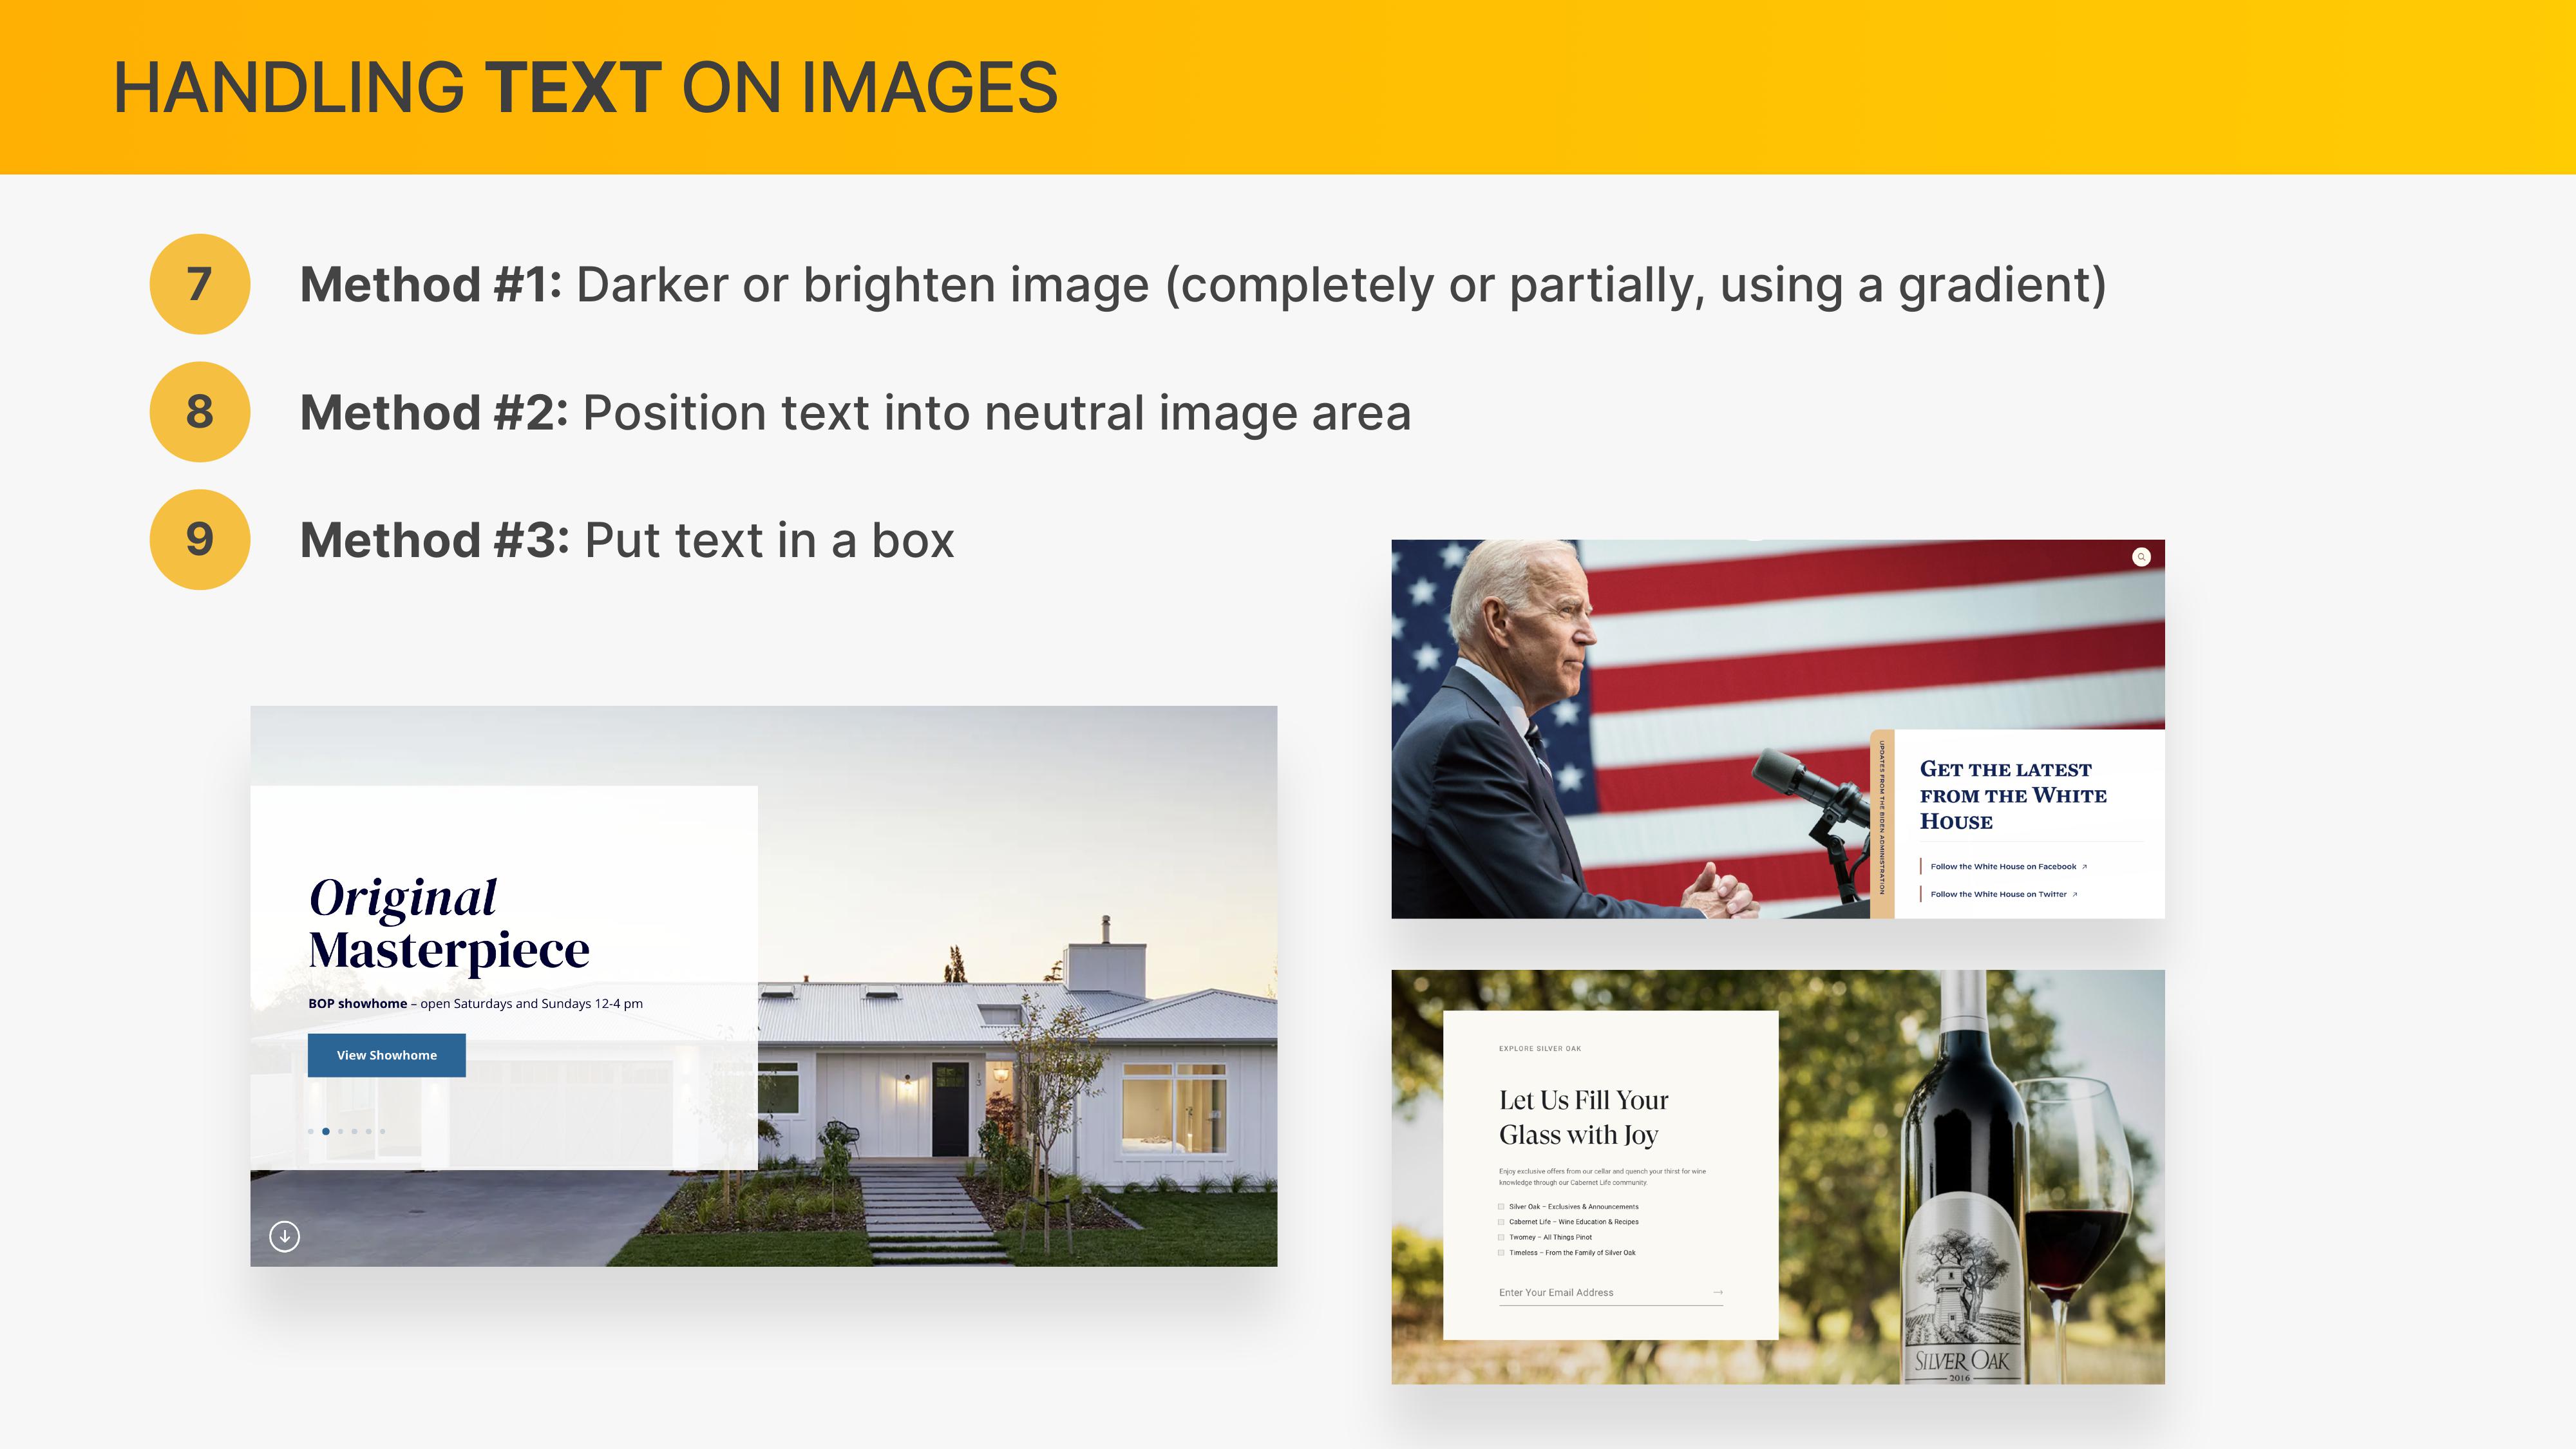 HANDLING TEXT ON IMAGES
7
Method #1: Darker or brighten image (completely or partially, using a gradient)
8
Method #2: Position text into neutral image area
9
Method #3: Put text in a box
Original
Masterpiece
BOP showhome – open Saturdays and Sundays 12-4 pm
View Showhome
UPDATES FROM THE BIDEN ADMINISTRATION
GET THE LATEST
FROM THE WHITE
HOUSE
Follow the White House on Facebook ↗
Follow the White House on Twitter ↗
EXPLORE SILVER OAK
Let Us Fill Your
Glass with Joy
Enjoy exclusive offers from our cellar and quench your thirst for wine
knowledge through our Cabernet Life community.
Silver Oak – Exclusives & Announcements
Cabernet Life – Wine Education & Recipes
Twomey – All Things Pinot
Timeless – From the Family of Silver Oak
Enter Your Email Address →
SILVER OAK
2016